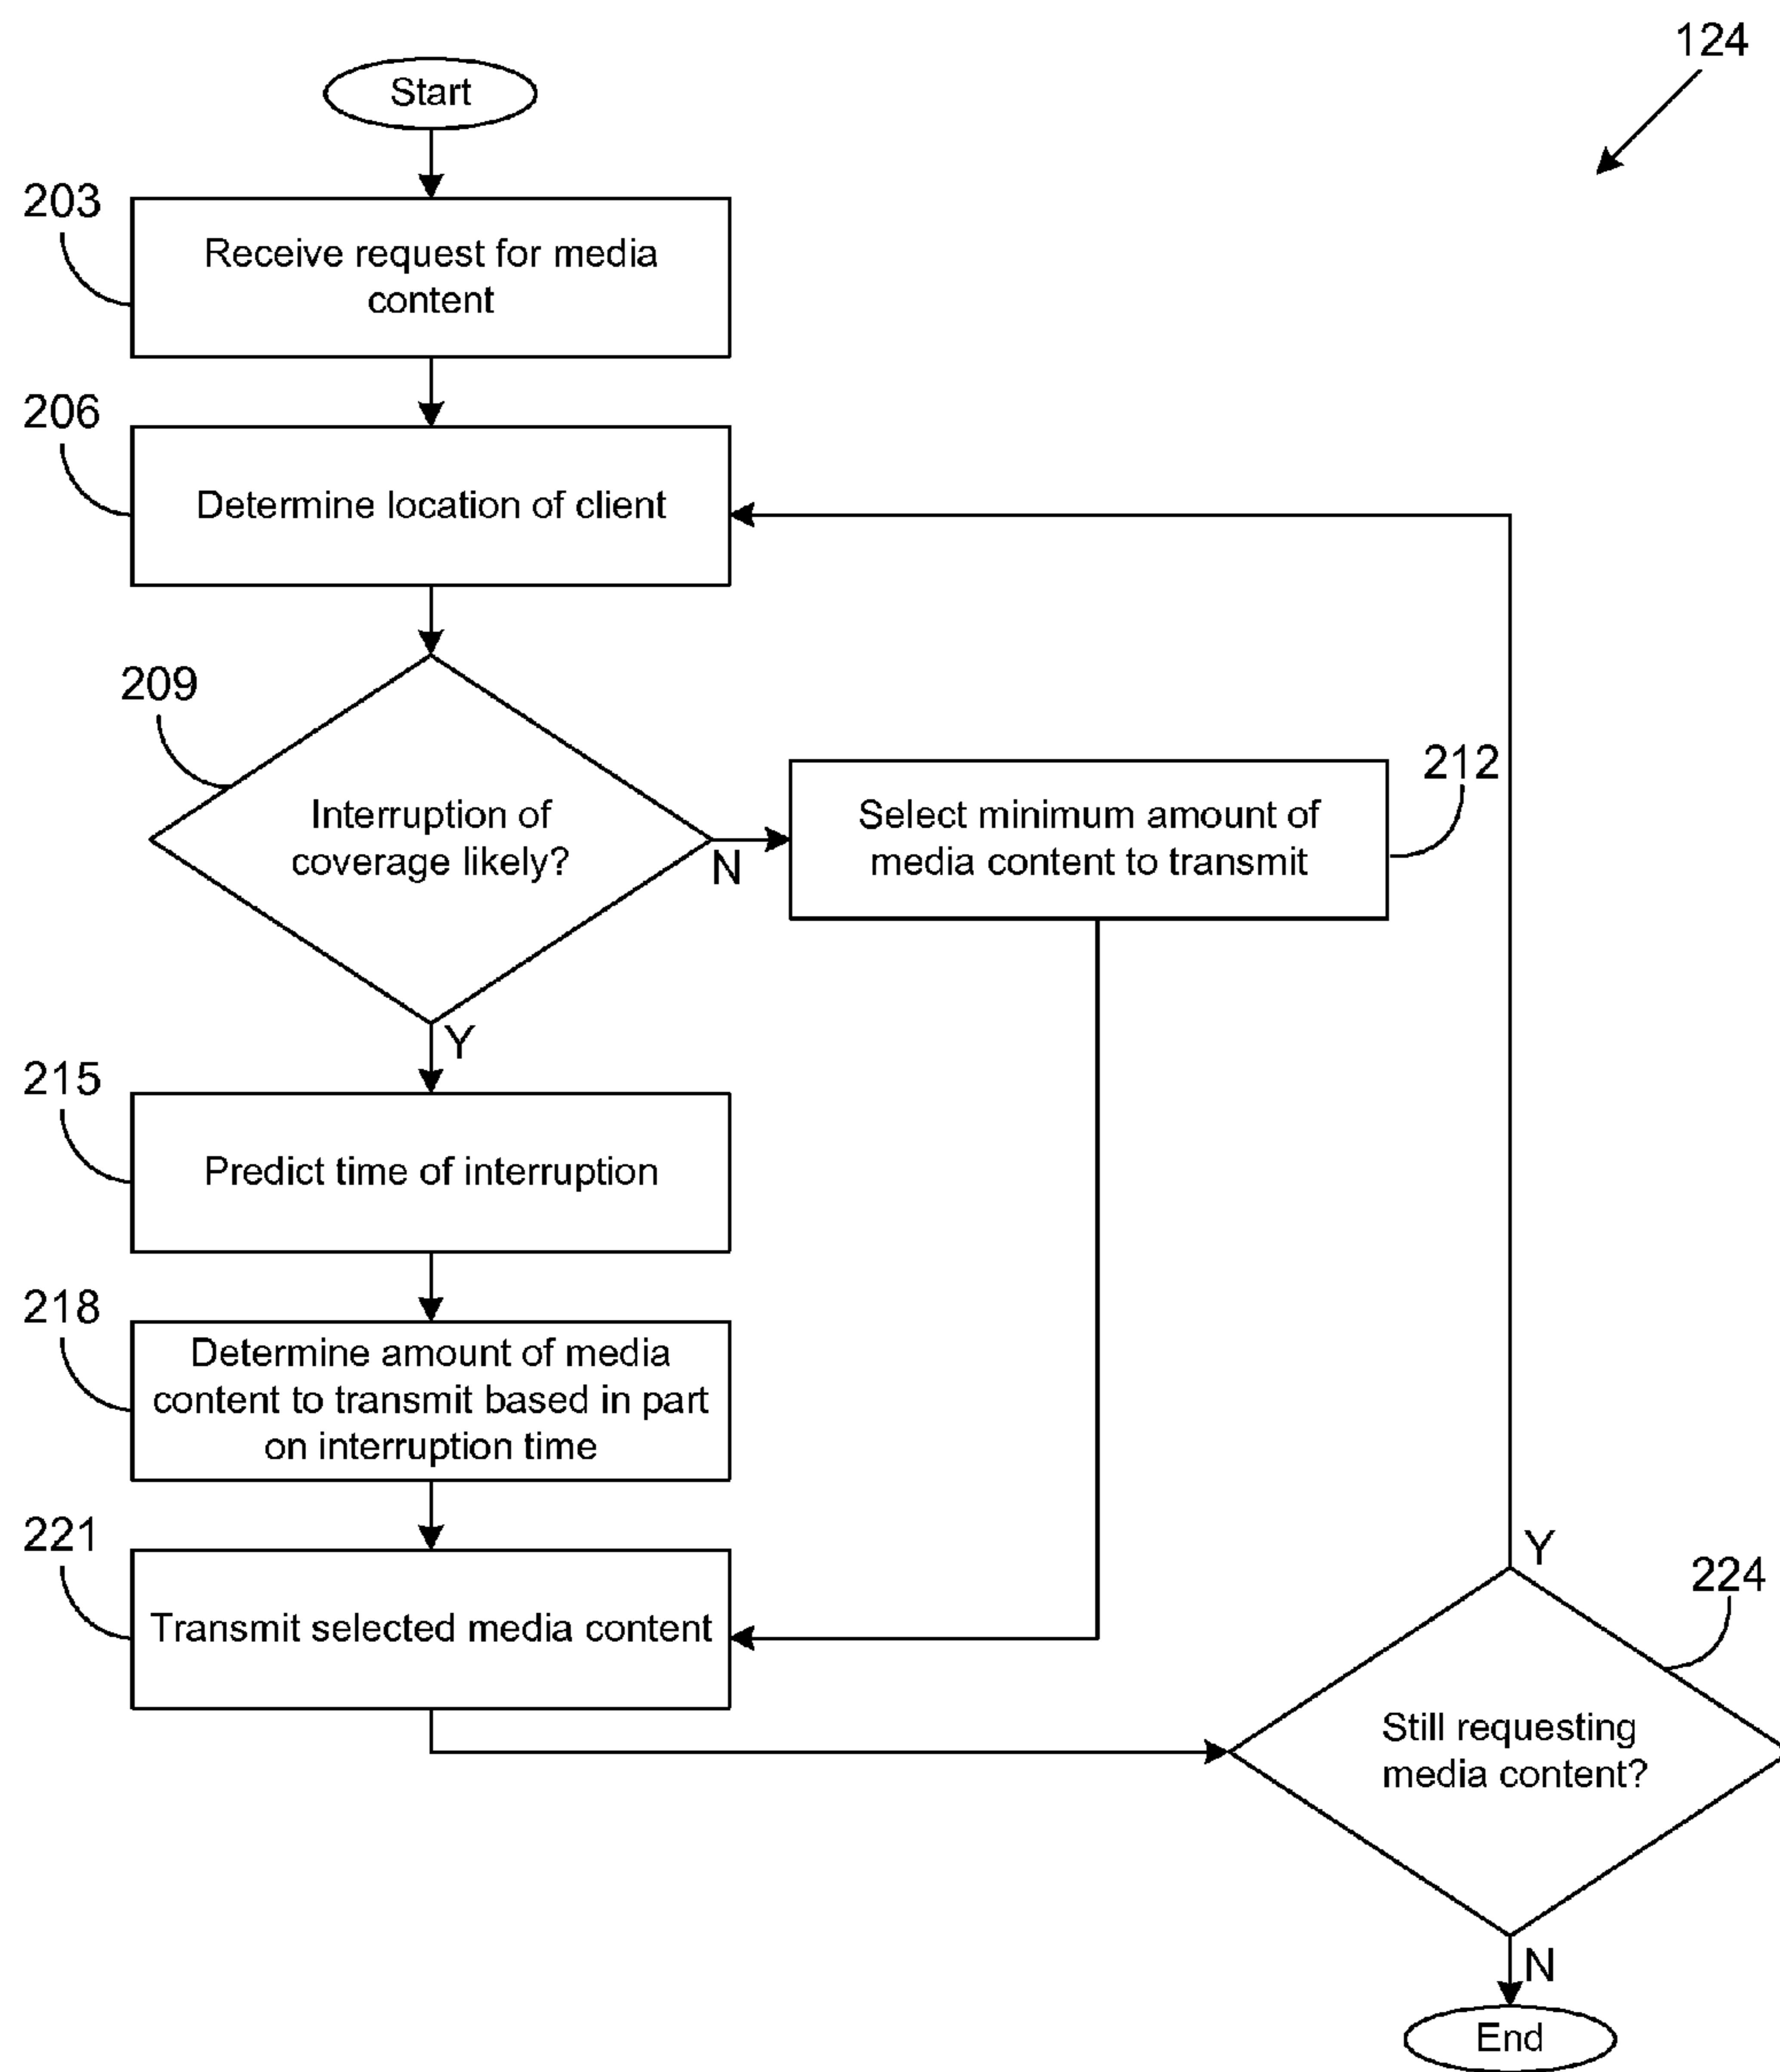 124
Start
203
Receive request for media
content
206
Determine location of client
209
Interruption of
coverage likely?
N
212
Select minimum amount of
media content to transmit
Y
215
Predict time of interruption
218
Determine amount of media
content to transmit based in part
on interruption time
221
Transmit selected media content
Y
224
Still requesting
media content?
N
End